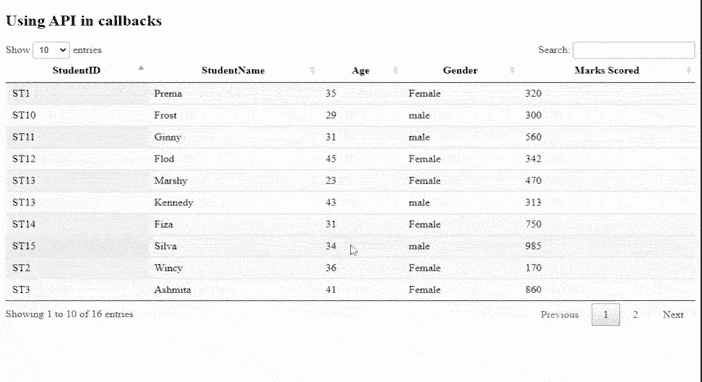 Using API in callbacks
Show 10 entries Search:
StudentID StudentName Age Gender Marks Scored
ST1 Prema 35 Female 320
ST10 Frost 29 male 300
ST11 Ginny 31 male 560
ST12 Flod 45 Female 342
ST13 Marshy 23 Female 470
ST13 Kennedy 43 male 313
ST14 Fiza 31 Female 750
ST15 Silva 34 male 985
ST2 Wincy 36 Female 170
ST3 Ashmita 41 Female 860
Showing 1 to 10 of 16 entries Previous 1 2 Next